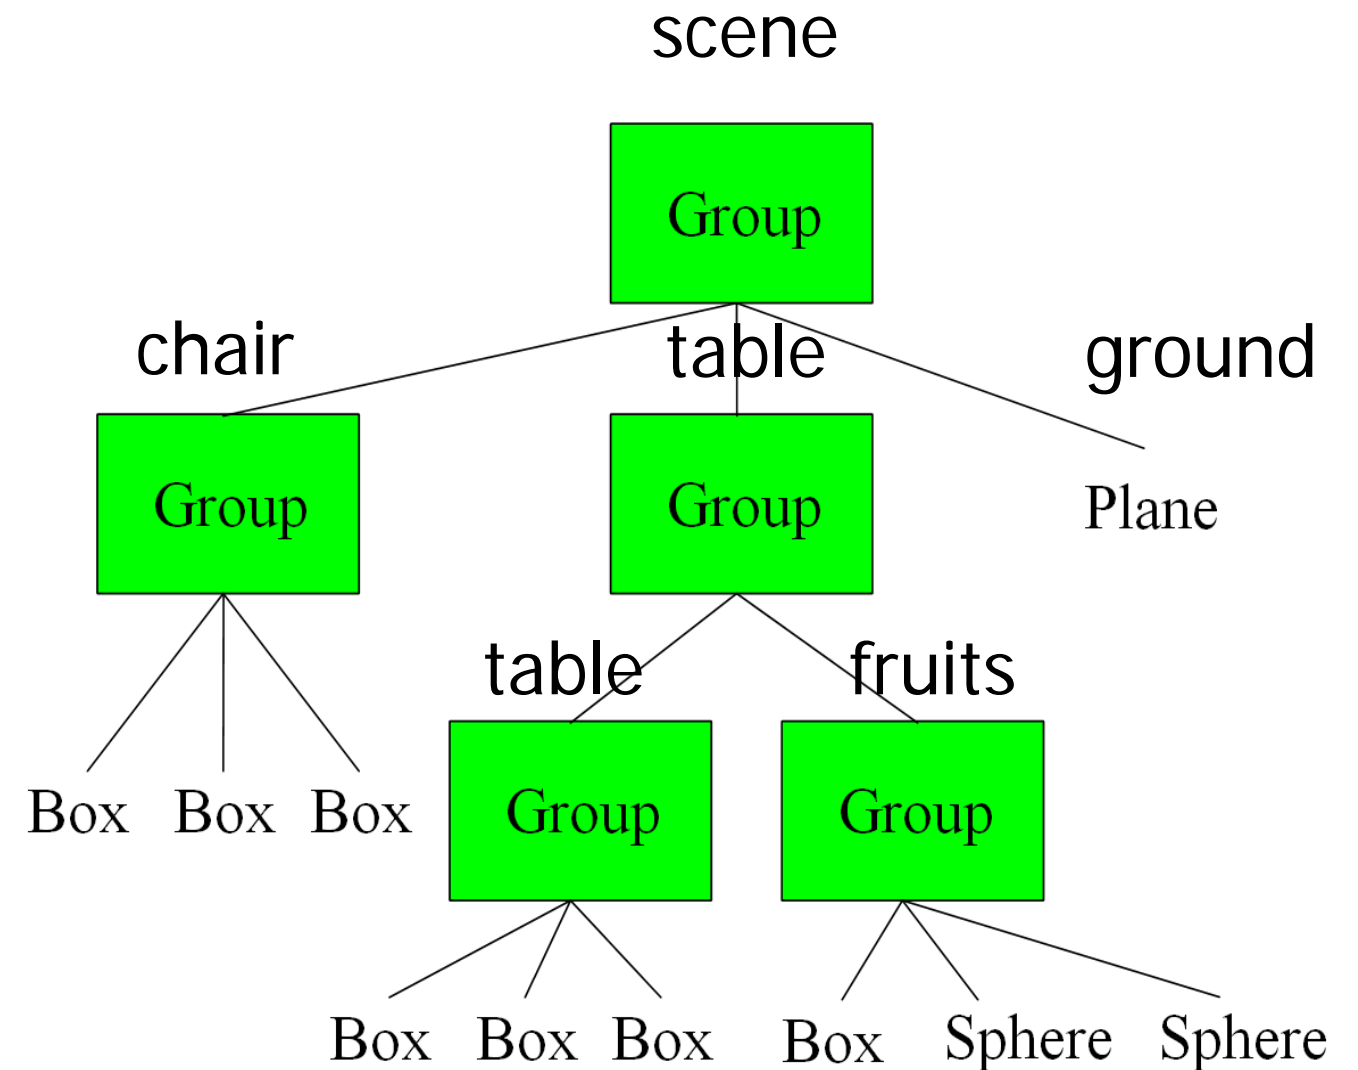 scene
Group
chair table ground
Group Group Plane
table fruits
Box Box Box Group Group
Box Box Box Box Sphere Sphere